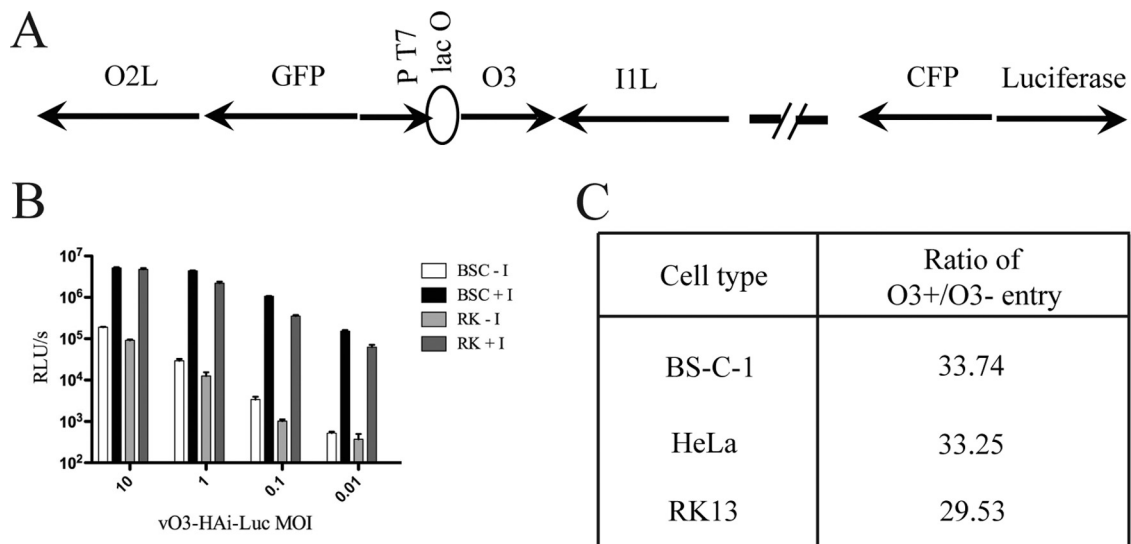 A
O2L
GFP
P T7
lac O
O3
I1L
CFP
Luciferase
B
10⁷
10⁶
10⁵
10⁴
10³
10²
RLU/s
10
1
0.1
0.01
vO3-HAi-Luc MOI
BSC - I
BSC + I
RK - I
RK + I
C
Cell type
Ratio of
O3+/O3- entry
BS-C-1
33.74
HeLa
33.25
RK13
29.53